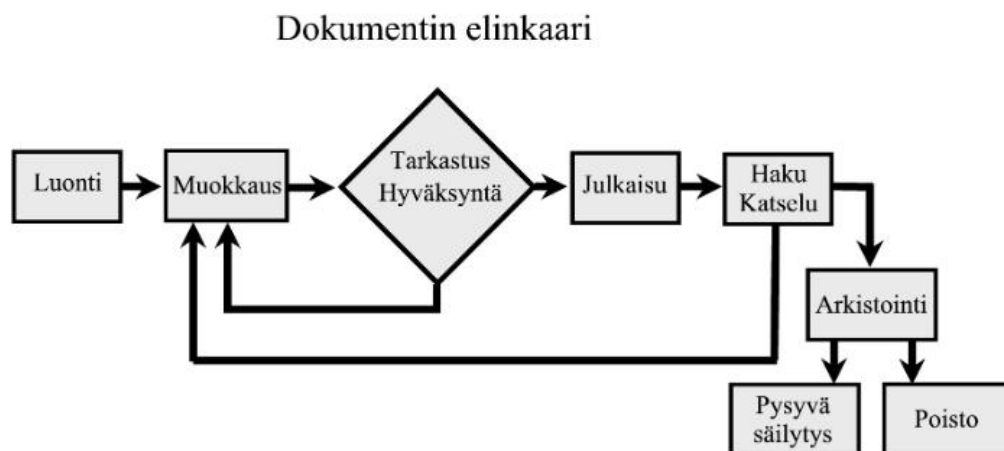 Dokumentin elinkaari
Luonti
Muokkaus
Tarkastus
Hyväksyntä
Julkaisu
Haku
Katselu
Arkistointi
Pysyvä
säilytys
Poisto